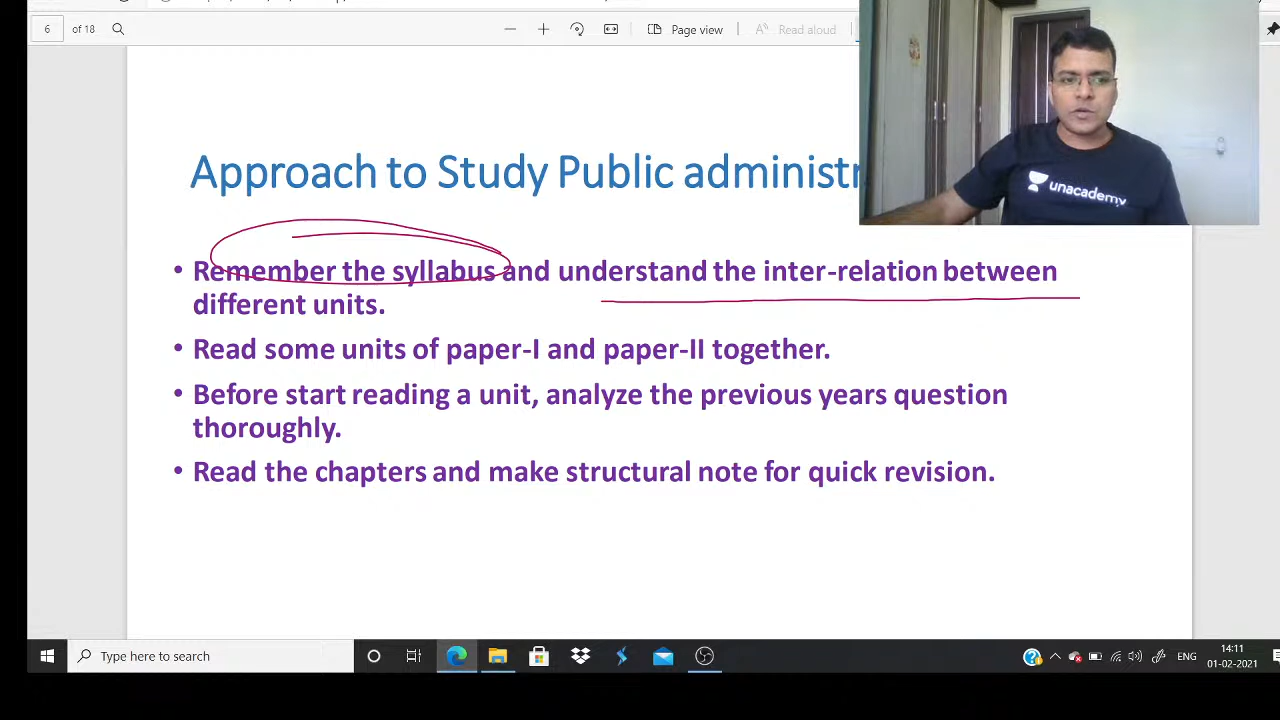 6 of 18
Page view
Read aloud
unacademy
Approach to Study Public administr
• Remember the syllabus and understand the inter-relation between
different units.
• Read some units of paper-I and paper-II together.
• Before start reading a unit, analyze the previous years question
thoroughly.
• Read the chapters and make structural note for quick revision.
Type here to search
ENG
14:11
01-02-2021